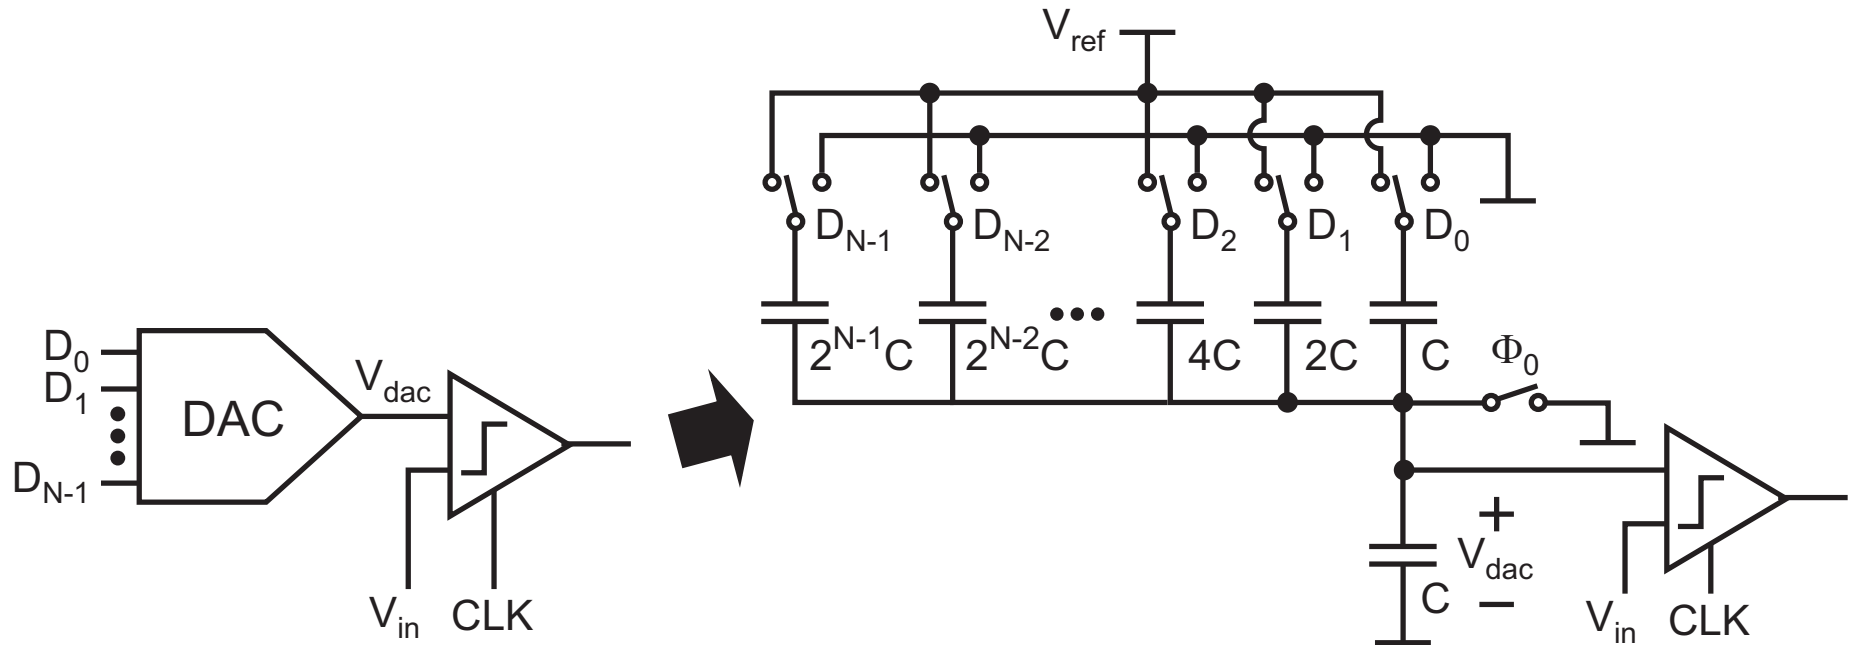 V_ref
D_N-1 D_N-2 D_2 D_1 D_0
2^N-1C 2^N-2C ••• 4C 2C C Φ_0
D_0
D_1
D_N-1
DAC
V_dac
V_in CLK
+
V_dac
−
C
V_in CLK